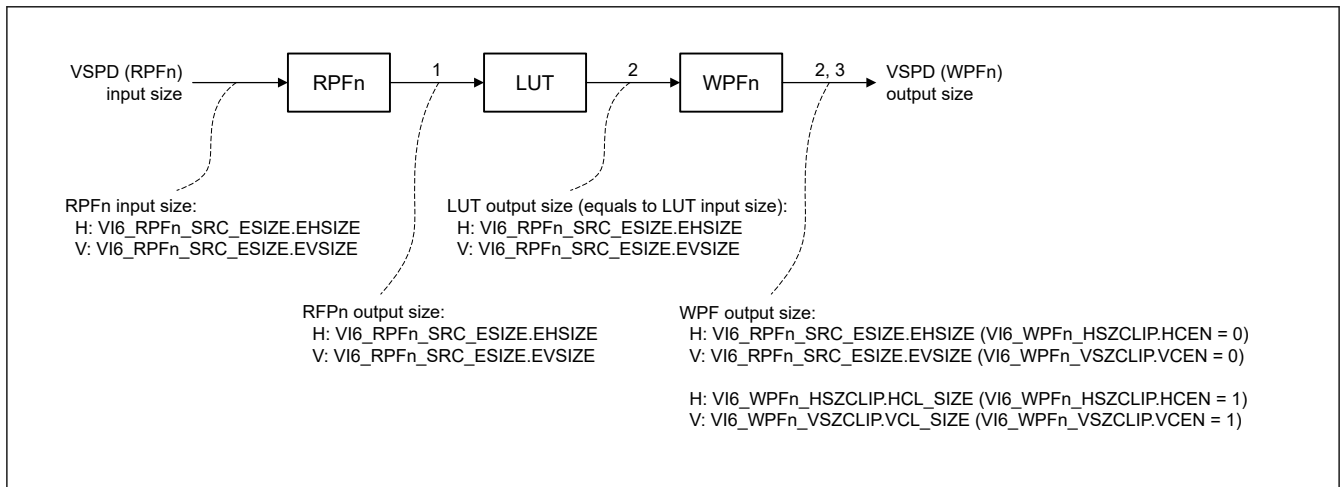 VSPD (RPFn)
input size
RPFn
1
LUT
2
WPFn
2, 3
VSPD (WPFn)
output size
RPFn input size:
H: VI6_RPFn_SRC_ESIZE.EHSIZE
V: VI6_RPFn_SRC_ESIZE.EVSIZE
LUT output size (equals to LUT input size):
H: VI6_RPFn_SRC_ESIZE.EHSIZE
V: VI6_RPFn_SRC_ESIZE.EVSIZE
RFPn output size:
H: VI6_RPFn_SRC_ESIZE.EHSIZE
V: VI6_RPFn_SRC_ESIZE.EVSIZE
WPF output size:
H: VI6_RPFn_SRC_ESIZE.EHSIZE (VI6_WPFn_HSZCLIP.HCEN = 0)
V: VI6_RPFn_SRC_ESIZE.EVSIZE (VI6_WPFn_VSZCLIP.VCEN = 0)
H: VI6_WPFn_HSZCLIP.HCL_SIZE (VI6_WPFn_HSZCLIP.HCEN = 1)
V: VI6_WPFn_VSZCLIP.VCL_SIZE (VI6_WPFn_VSZCLIP.VCEN = 1)